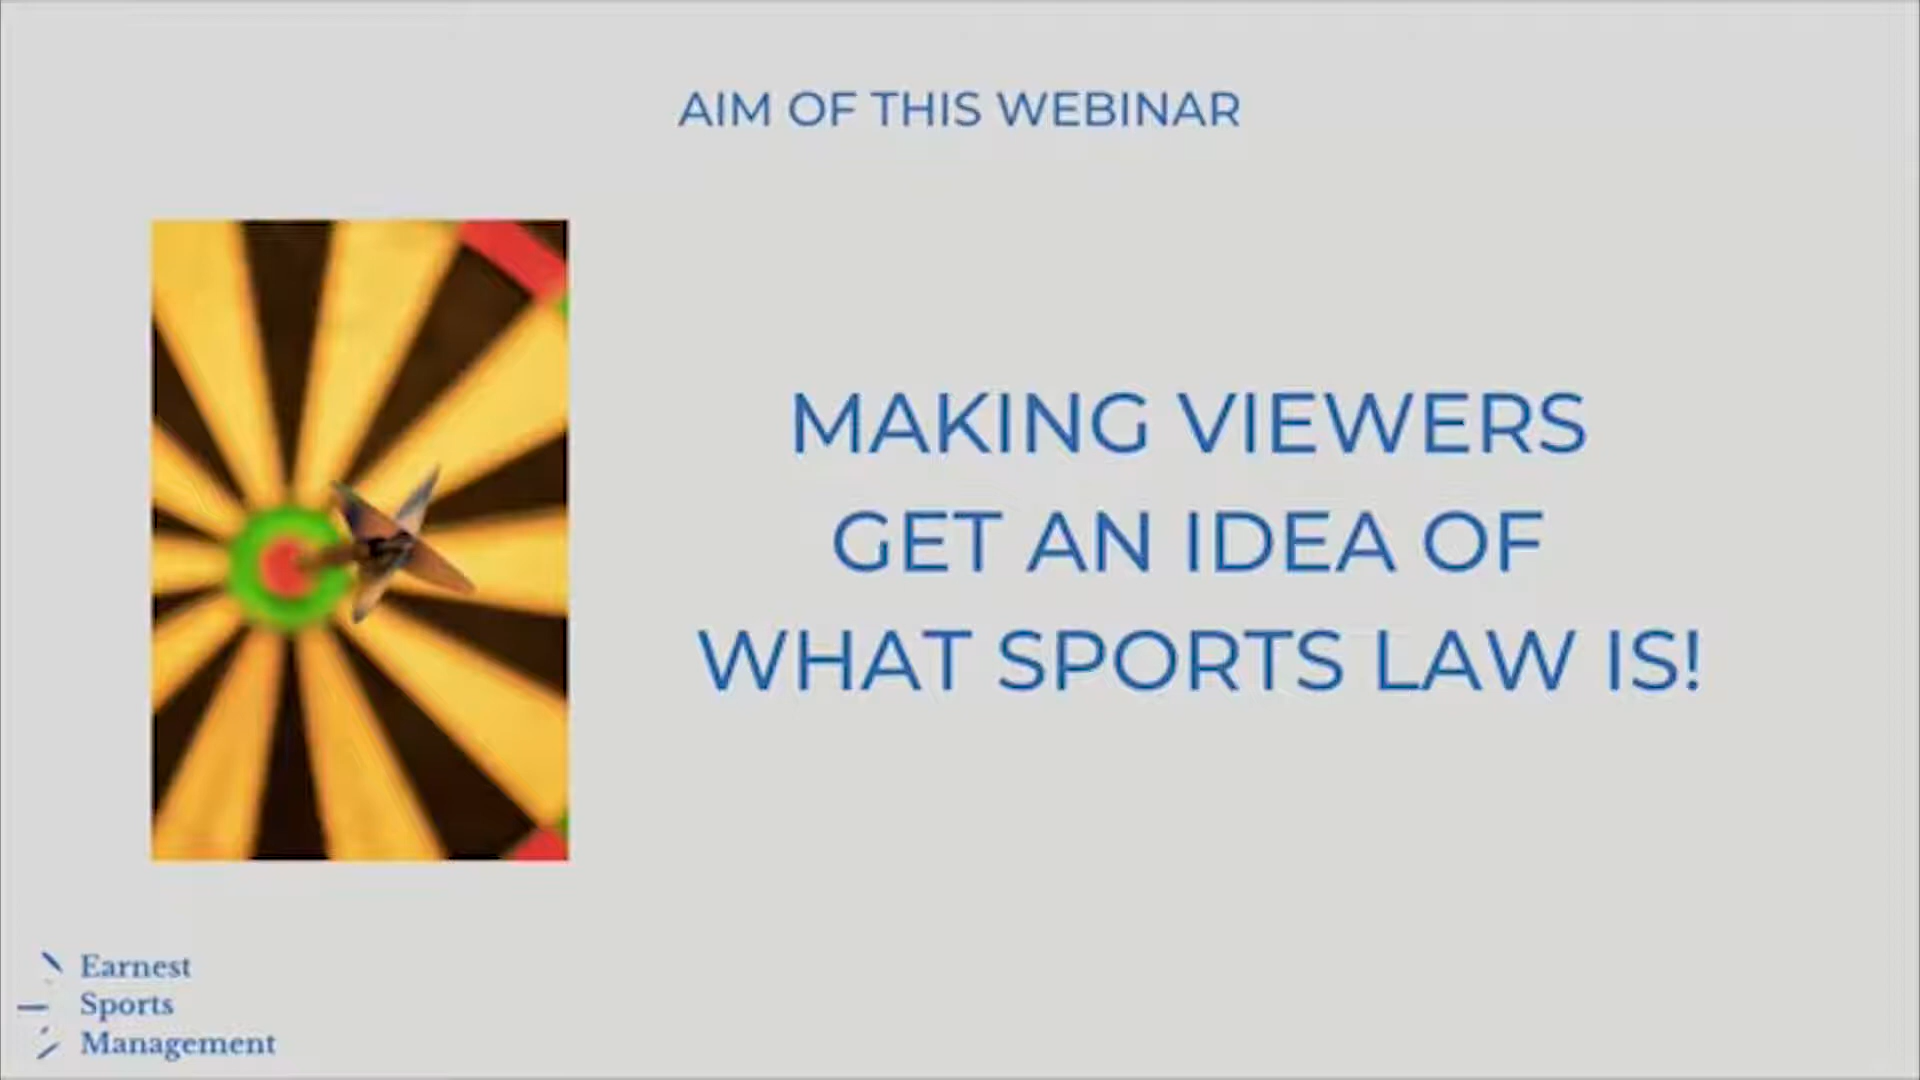 AIM OF THIS WEBINAR
MAKING VIEWERS
GET AN IDEA OF
WHAT SPORTS LAW IS!
Earnest
Sports
Management